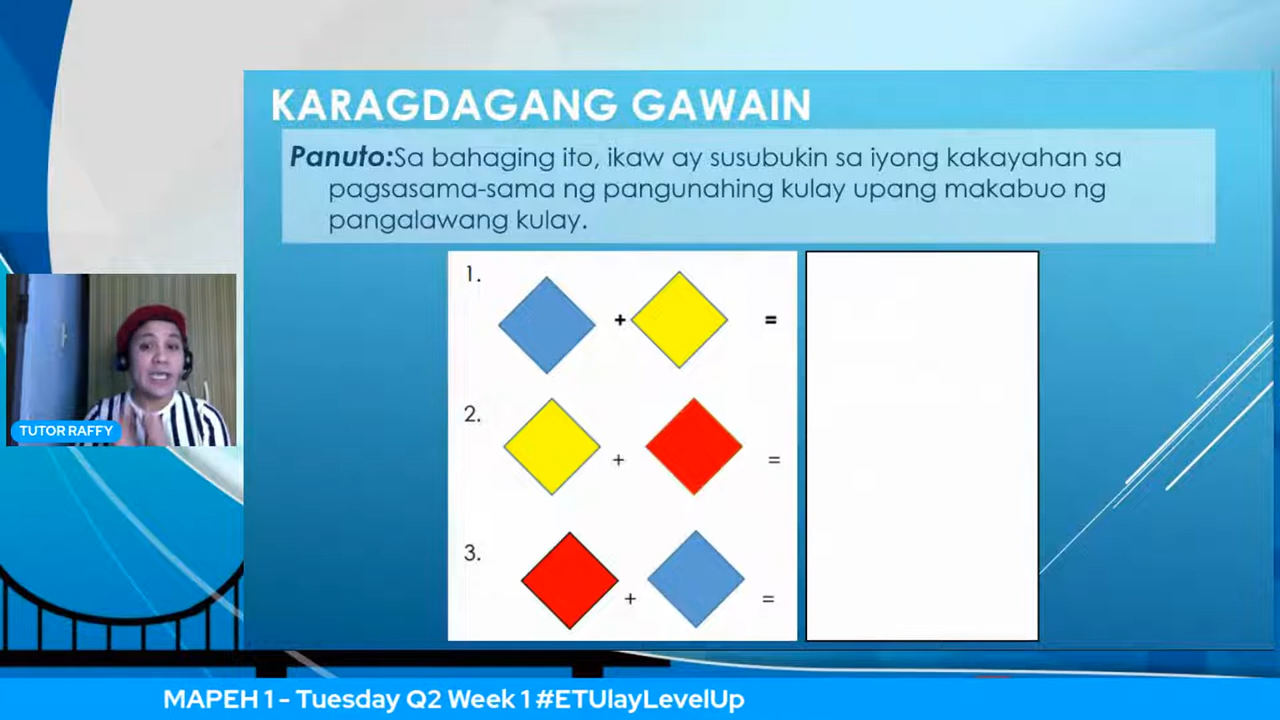 KARAGDAGANG GAWAIN
Panuto:Sa bahaging ito, ikaw ay susubukin sa iyong kakayahan sa
pagsasama-sama ng pangunahing kulay upang makabuo ng
pangalawang kulay.
1.
+ =
2.
+ =
3.
+ =
TUTOR RAFFY
MAPEH 1 - Tuesday Q2 Week 1 #ETUlayLevelUp